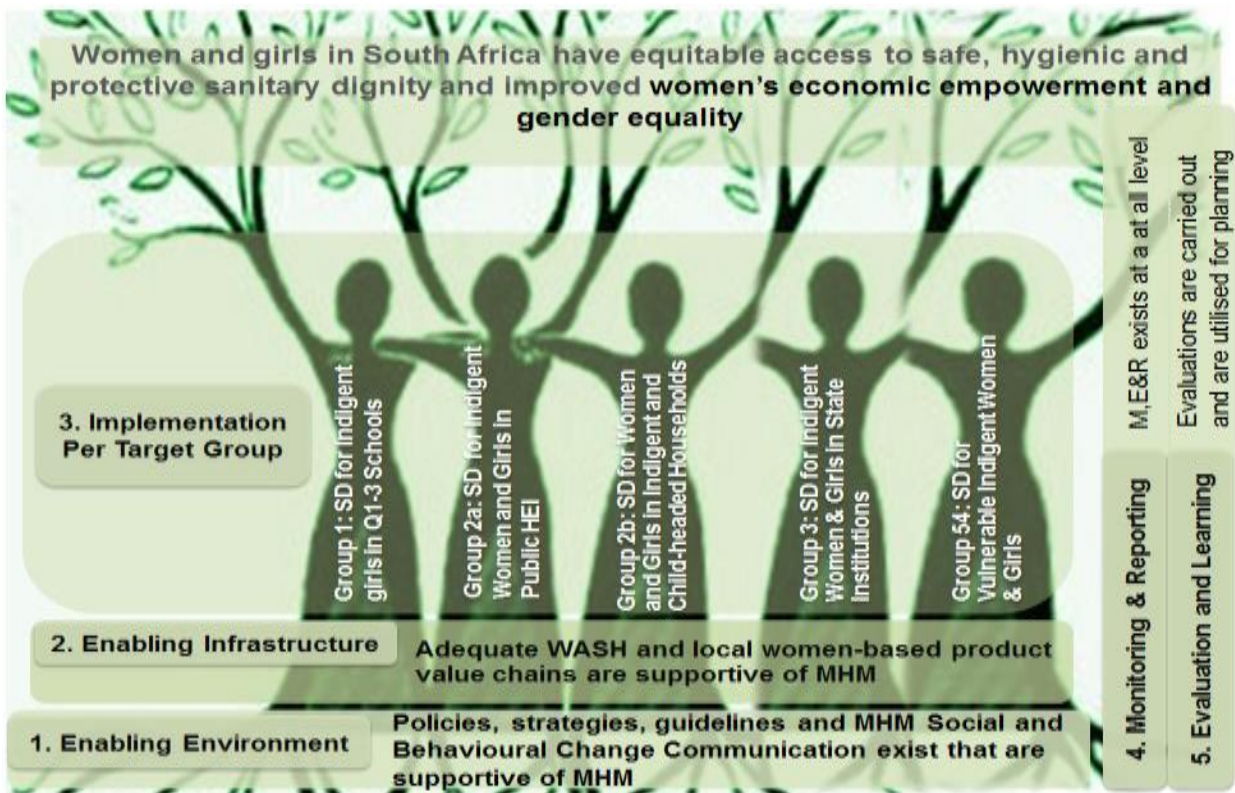 Women and girls in South Africa have equitable access to safe, hygienic and
protective sanitary dignity and improved women's economic empowerment and
gender equality
3. Implementation
Per Target Group
Group 1: SD for Indigent
girls in Q1-3 Schools
Group 2a: SD for Indigent
Women and Girls in
Public HEI
Group 2b: SD for Women
and Girls in Indigent and
Child-headed Households
Group 3: SD for Indigent
Women & Girls in State
Institutions
Group 54: SD for
Vulnerable Indigent Women
& Girls
2. Enabling Infrastructure
Adequate WASH and local women-based product
value chains are supportive of MHM
1. Enabling Environment
Policies, strategies, guidelines and MHM Social and
Behavioural Change Communication exist that are
supportive of MHM
4. Monitoring & Reporting
M,E&R exists at a at all level
5. Evaluation and Learning
Evaluations are carried out
and are utilised for planning